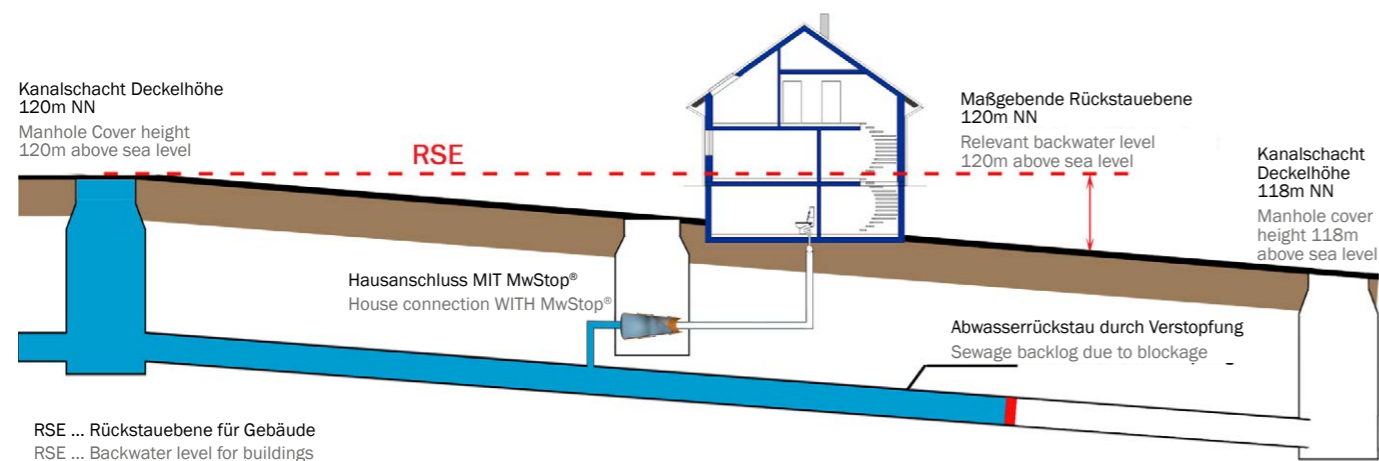 Kanalschacht Deckelhöhe
120m NN
Manhole Cover height
120m above sea level
RSE
Maßgebende Rückstauebene
120m NN
Relevant backwater level
120m above sea level
Kanalschacht
Deckelhöhe
118m NN
Manhole cover
height 118m
above sea level
Hausanschluss MIT MwStop®
House connection WITH MwStop®
Abwasserrückstau durch Verstopfung
Sewage backlog due to blockage
RSE ... Rückstauebene für Gebäude
RSE ... Backwater level for buildings